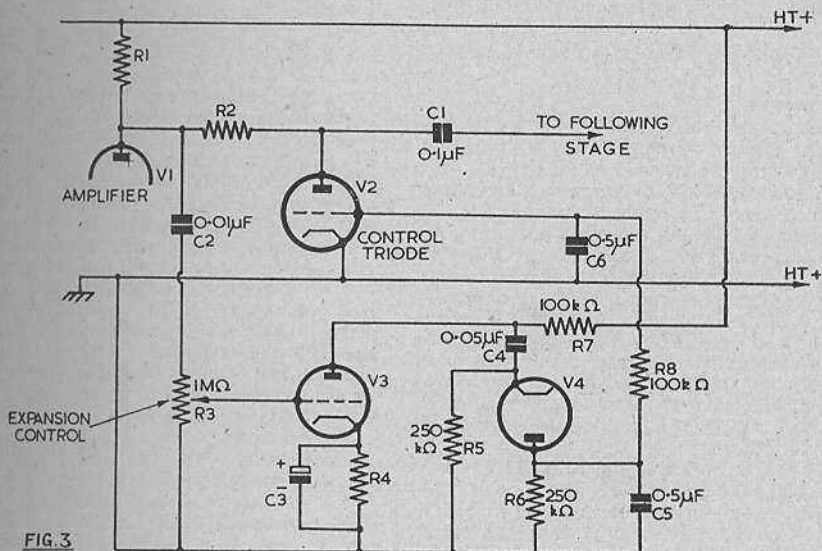 HT+
R1
R2
C1
0.1µF
TO FOLLOWING
STAGE
V1
AMPLIFIER
V2
0.01µF
C2
CONTROL
TRIODE
0.5µF
C6
HT+
100kΩ
R7
0.05µF
C4
1MΩ
R3
V3
V4
R8
100kΩ
EXPANSION
CONTROL
250
kΩ
R5
+
−
C3
R4
R6
250
kΩ
0.5µF
C5
FIG.3